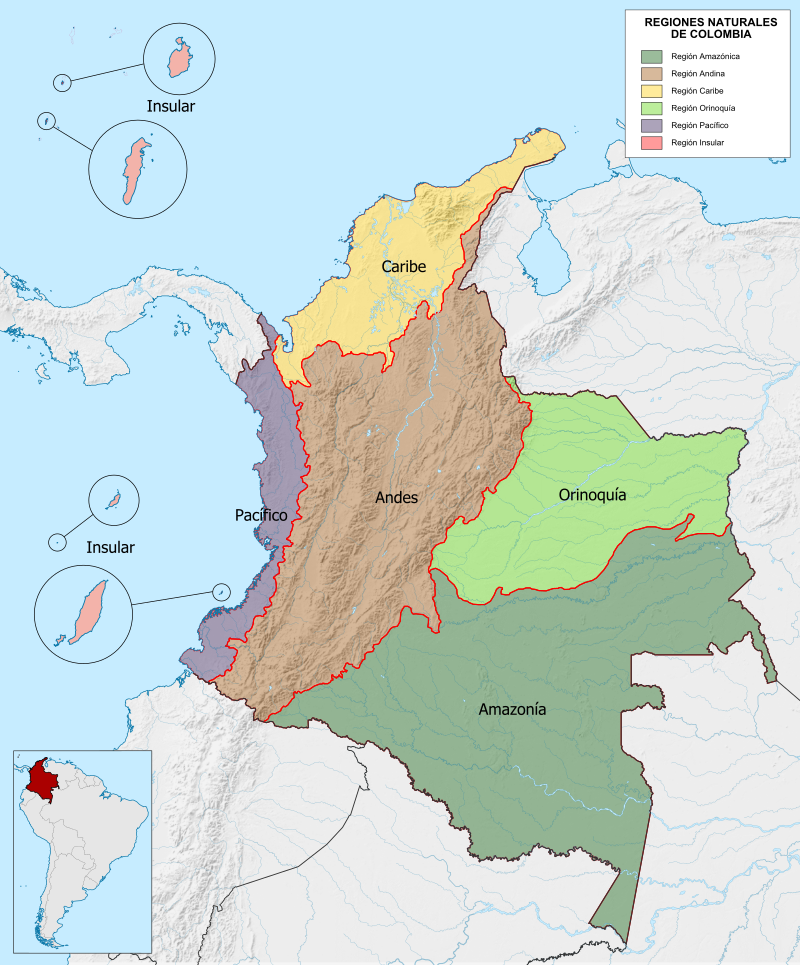 REGIONES NATURALES
DE COLOMBIA
Región Amazónica
Región Andina
Región Caribe
Región Orinoquía
Región Pacífico
Región Insular
Insular
Caribe
Andes
Orinoquía
Pacífico
Insular
Amazonía